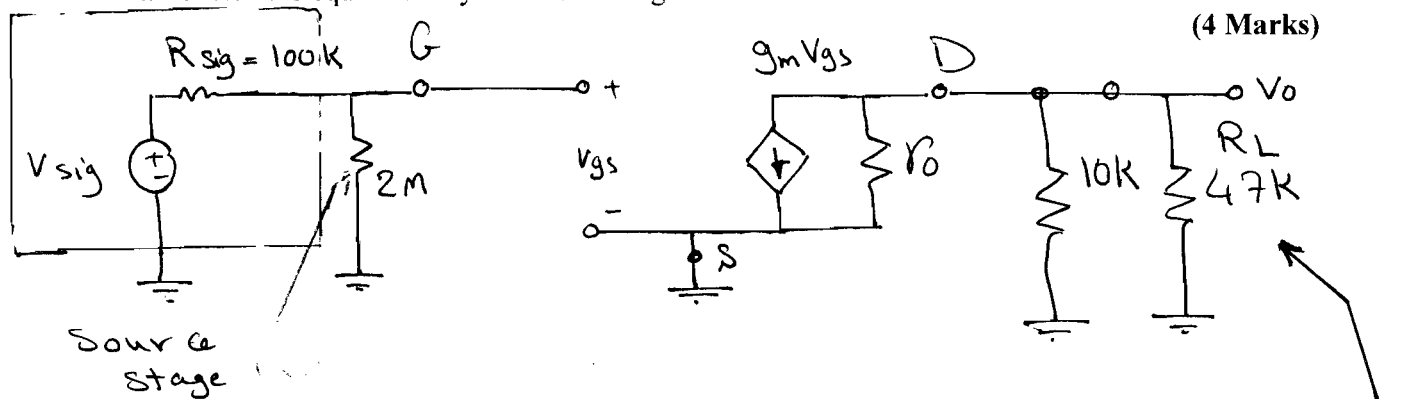 (4 Marks)
Rsig = 100K
G
gmVgs
D
+
Vo
Vsig
+
-
2M
Vgs
ro
10K
RL
47K
-
S
Source
stage